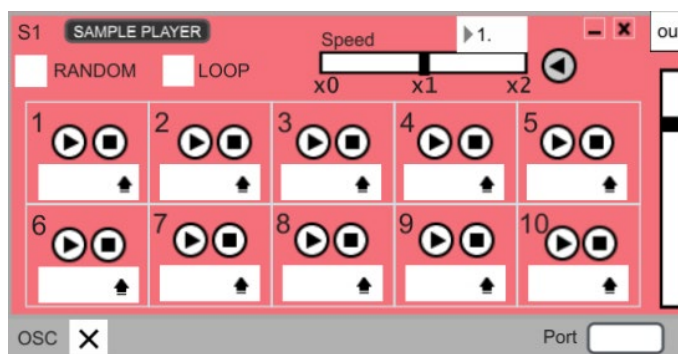 S1 SAMPLE PLAYER
Speed
1.
ou
RANDOM LOOP
x0 x1 x2
1 2 3 4 5
6 7 8 9 10
OSC Port